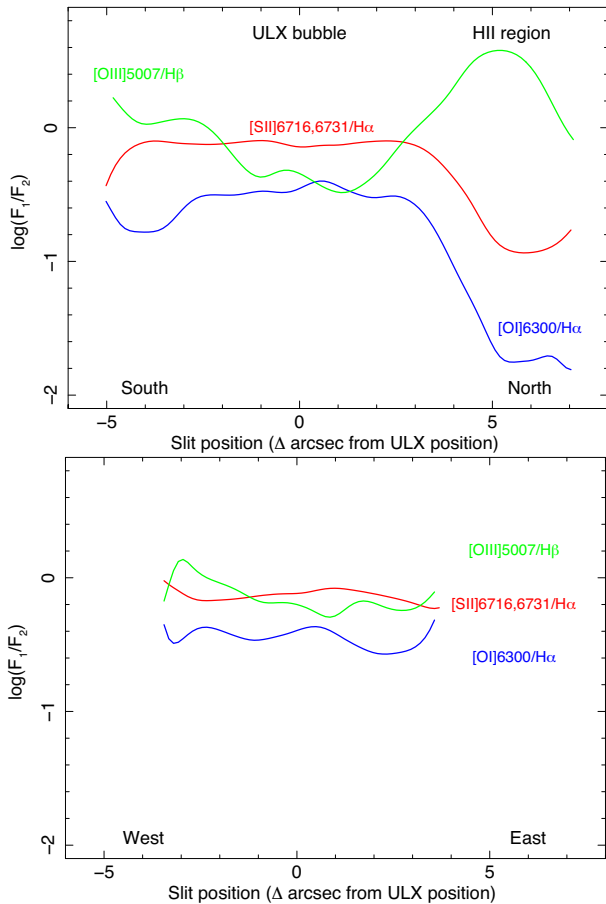 ULX bubble HII region
[OIII]5007/Hβ
[SII]6716,6731/Hα
[OI]6300/Hα
log(F₁/F₂)
0
−1
−2
South North
−5 0 5
Slit position (Δ arcsec from ULX position)
[OIII]5007/Hβ
[SII]6716,6731/Hα
[OI]6300/Hα
log(F₁/F₂)
0
−1
−2
West East
−5 0 5
Slit position (Δ arcsec from ULX position)